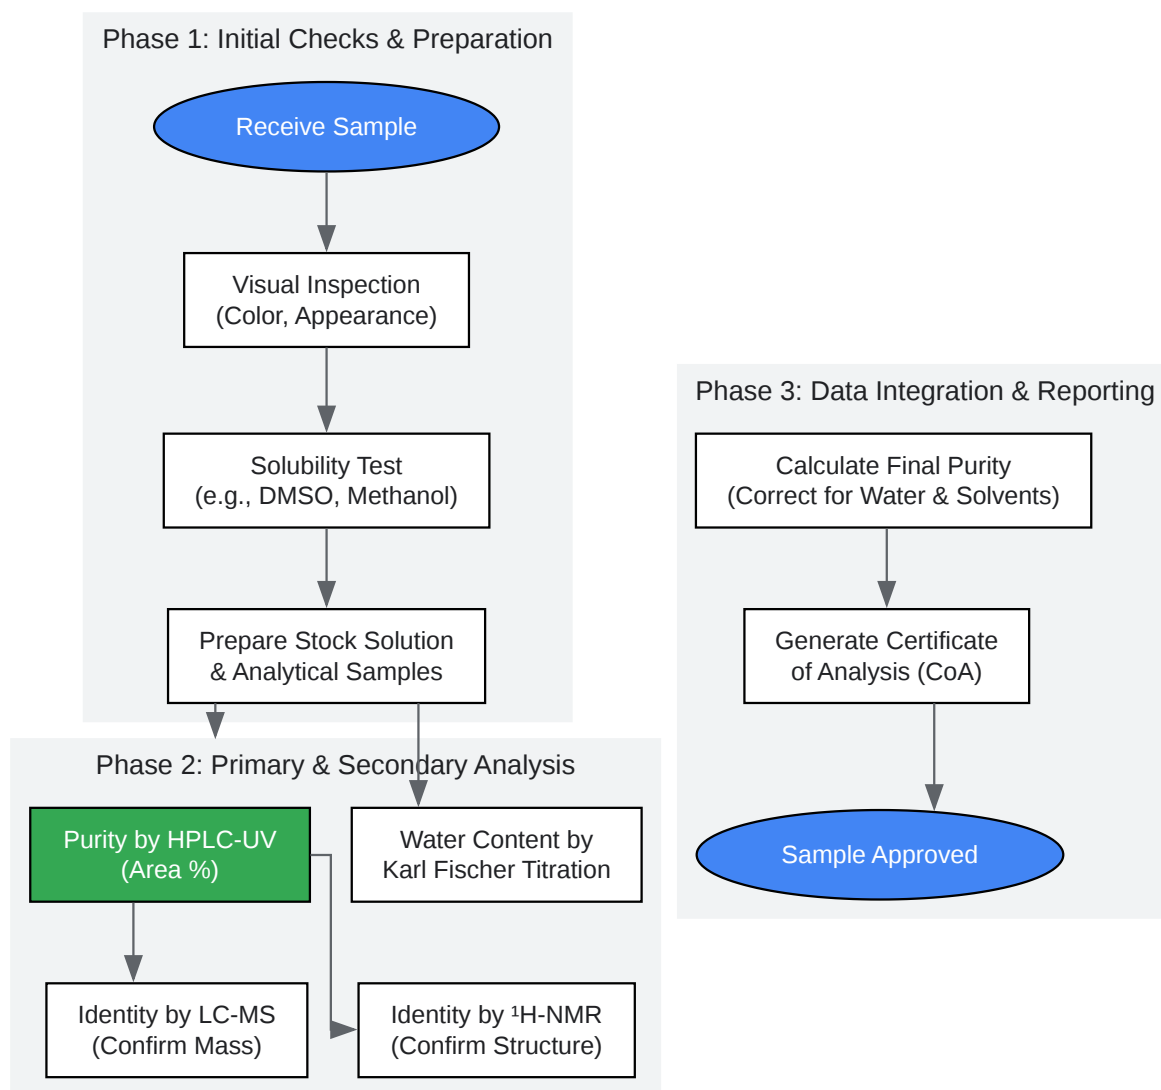 Phase 1: Initial Checks & Preparation
Receive Sample
Visual Inspection
(Color, Appearance)
Solubility Test
(e.g., DMSO, Methanol)
Prepare Stock Solution
& Analytical Samples
Phase 2: Primary & Secondary Analysis
Purity by HPLC-UV
(Area %)
Water Content by
Karl Fischer Titration
Identity by LC-MS
(Confirm Mass)
Identity by ¹H-NMR
(Confirm Structure)
Phase 3: Data Integration & Reporting
Calculate Final Purity
(Correct for Water & Solvents)
Generate Certificate
of Analysis (CoA)
Sample Approved